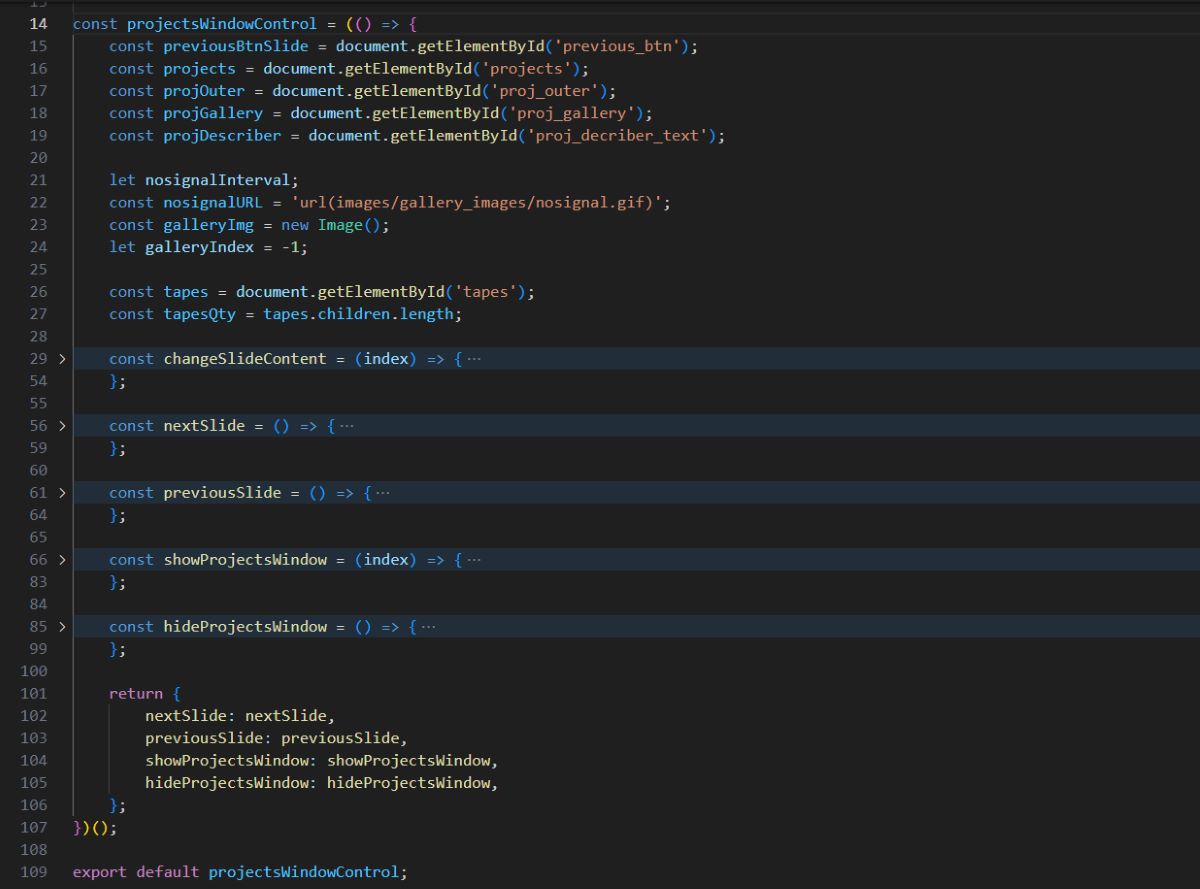 13
14 const projectsWindowControl = (() => {
15 const previousBtnSlide = document.getElementById('previous_btn');
16 const projects = document.getElementById('projects');
17 const projOuter = document.getElementById('proj_outer');
18 const projGallery = document.getElementById('proj_gallery');
19 const projDescriber = document.getElementById('proj_decriber_text');
20
21 let nosignalInterval;
22 const nosignalURL = 'url(images/gallery_images/nosignal.gif)';
23 const galleryImg = new Image();
24 let galleryIndex = -1;
25
26 const tapes = document.getElementById('tapes');
27 const tapesQty = tapes.children.length;
28
29 > const changeSlideContent = (index) => { ···
54 };
55
56 > const nextSlide = () => { ···
59 };
60
61 > const previousSlide = () => { ···
64 };
65
66 > const showProjectsWindow = (index) => { ···
83 };
84
85 > const hideProjectsWindow = () => { ···
99 };
100
101 return {
102 nextSlide: nextSlide,
103 previousSlide: previousSlide,
104 showProjectsWindow: showProjectsWindow,
105 hideProjectsWindow: hideProjectsWindow,
106 };
107 })();
108
109 export default projectsWindowControl;